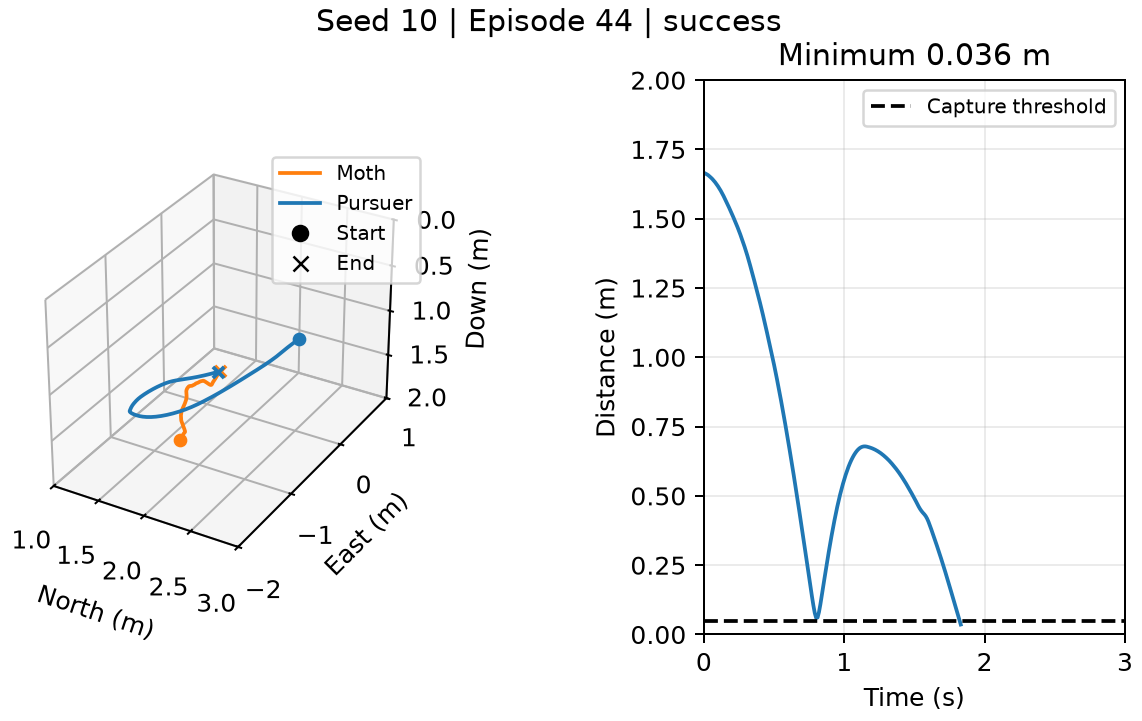 Seed 10 | Episode 44 | success
Moth
Pursuer
Start
End
0.0
0.5
1.0
1.5
2.0
Down (m)
1
0
−1
−2
East (m)
1.0
1.5
2.0
2.5
3.0
North (m)
Minimum 0.036 m
Capture threshold
2.00
1.75
1.50
1.25
1.00
0.75
0.50
0.25
0.00
Distance (m)
0 1 2 3
Time (s)